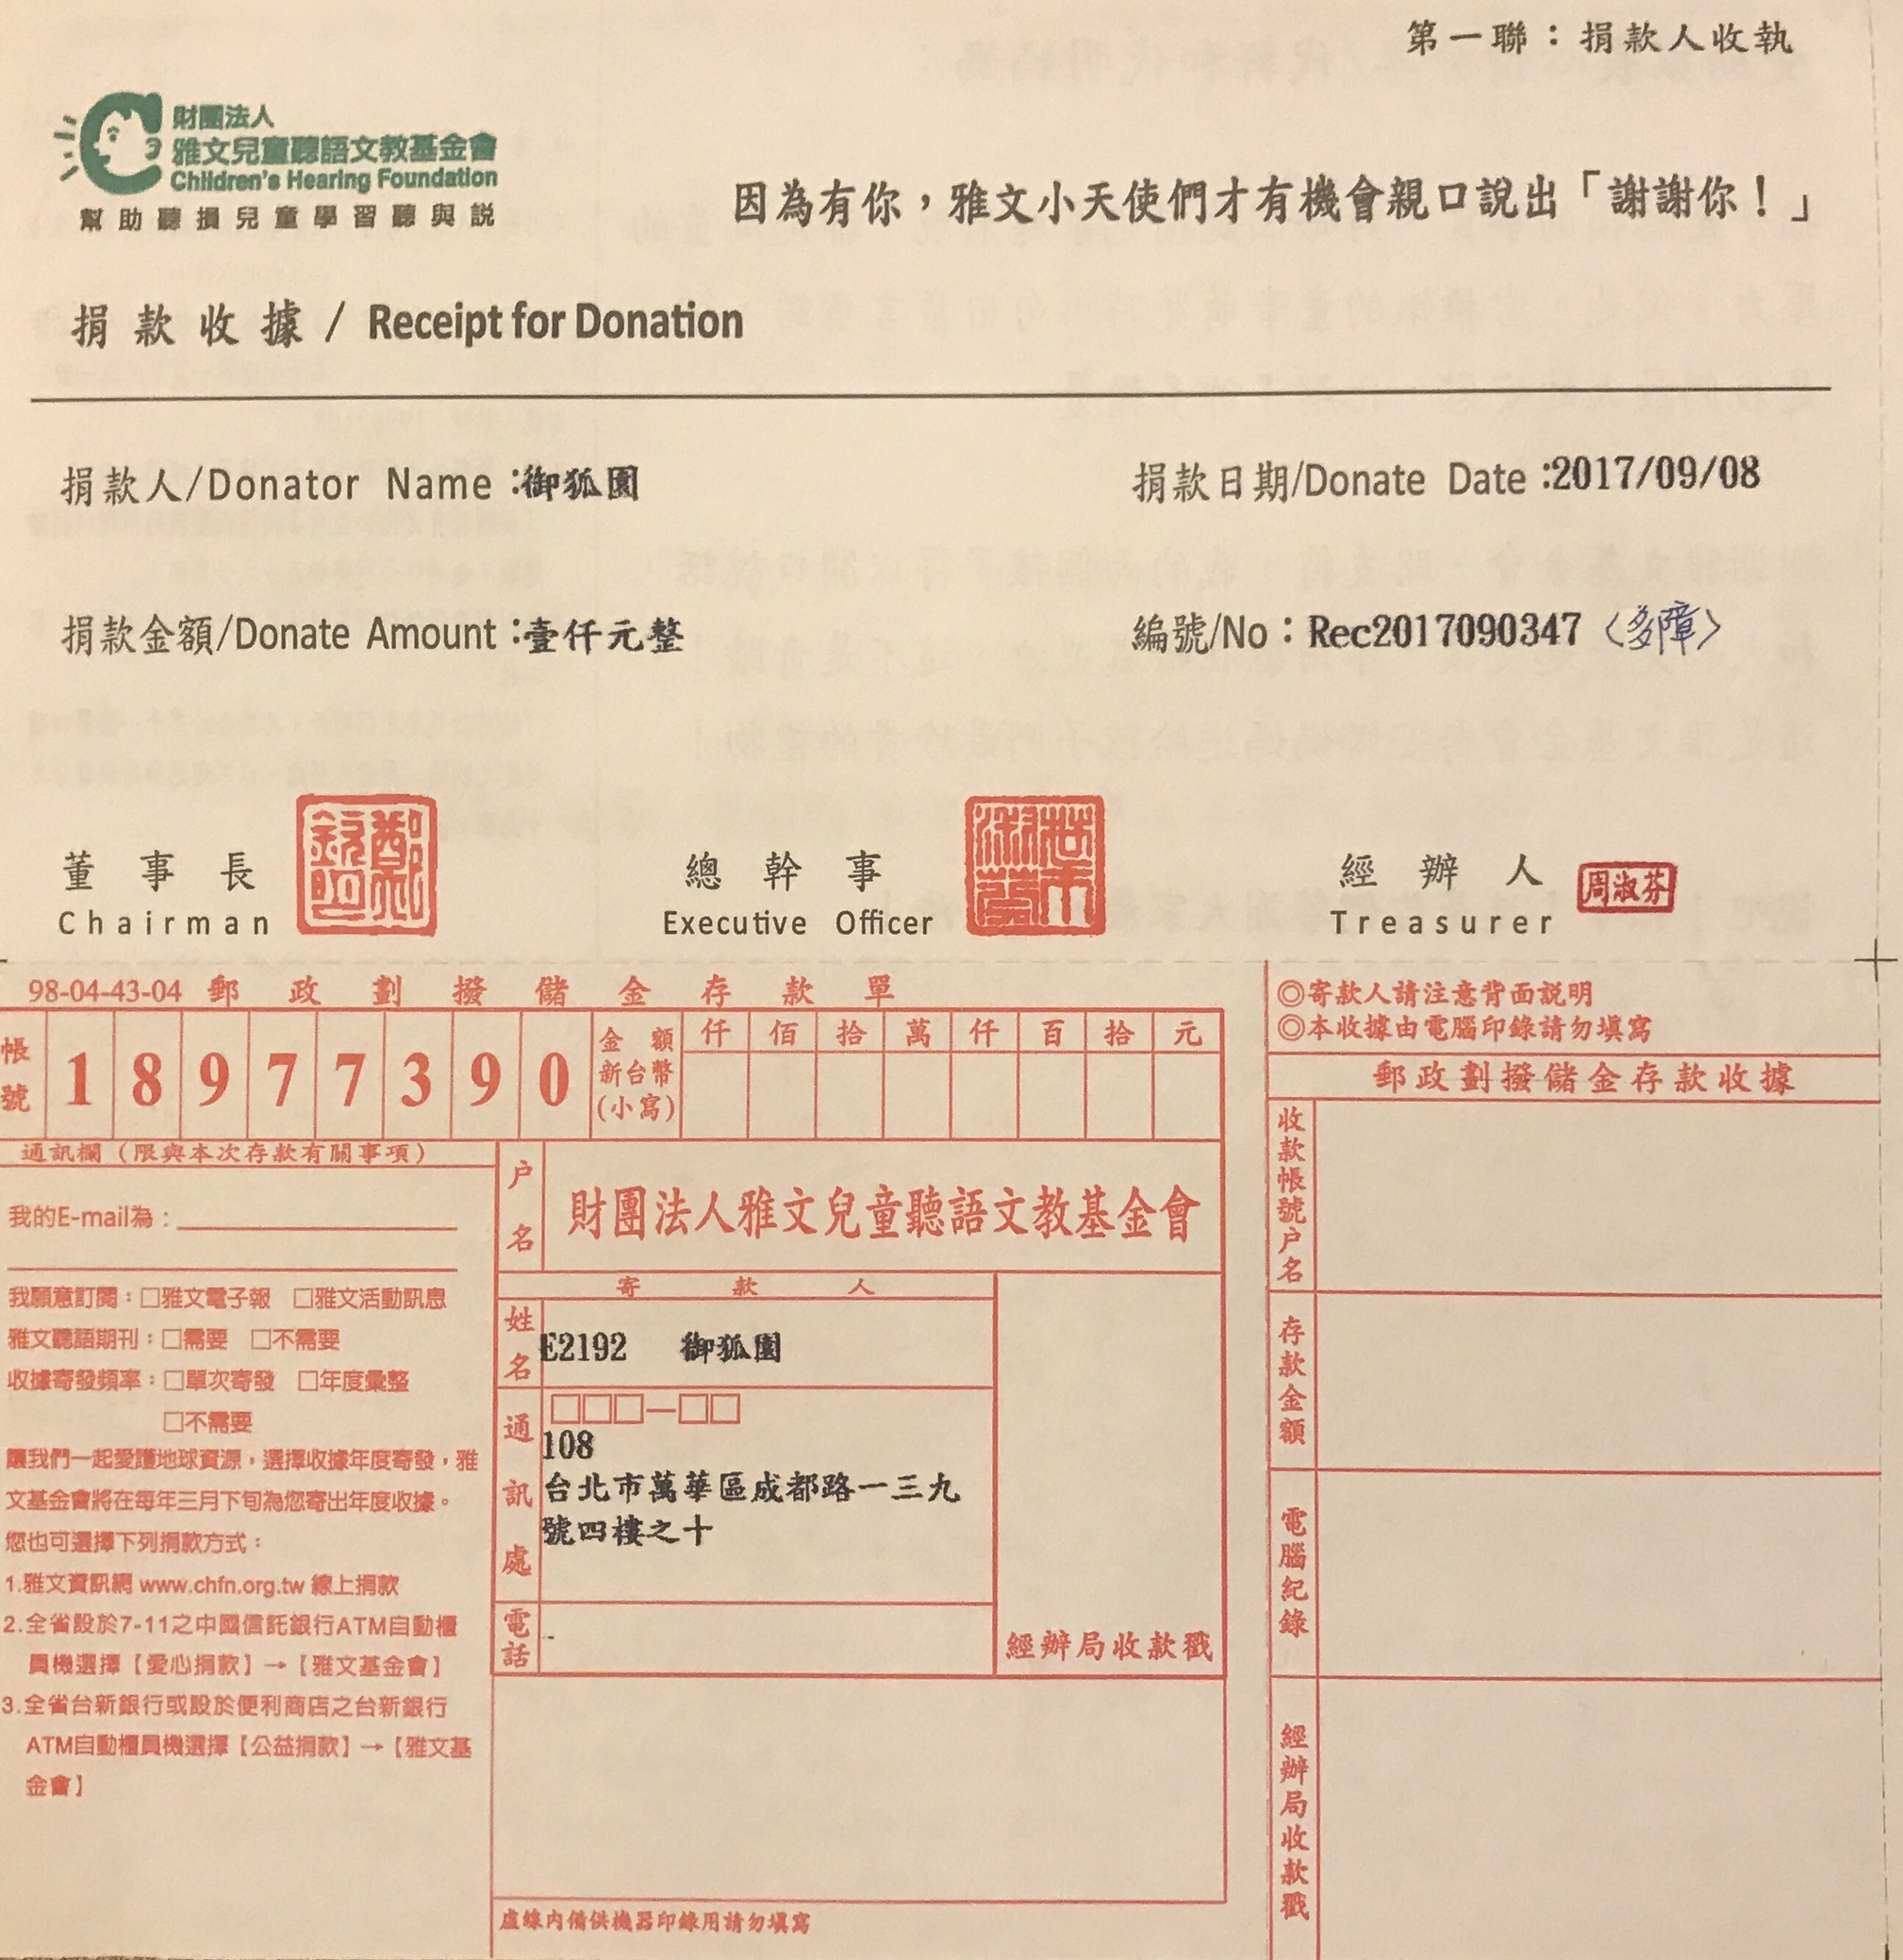 第一聯：捐款人收執
財團法人
雅文兒童聽語文教基金會
Children's Hearing Foundation
幫助聽損兒童學習聽與說
因為有你，雅文小天使們才有機會親口說出「謝謝你！」
捐款收據 / Receipt for Donation
捐款人/Donator Name :御狐園
捐款日期/Donate Date :2017/09/08
捐款金額/Donate Amount :壹仟元整
編號/No：Rec2017090347〈多障〉
董事長
Chairman
總幹事
Executive Officer
經辦人
Treasurer
周淑芬
98-04-43-04 郵政劃撥儲金存款單
帳號 18977390
金額
新台幣
(小寫)
仟 佰 拾 萬 仟 百 拾 元
通訊欄（限與本次存款有關事項）
我的E-mail為：
我願意訂閱：□雅文電子報 □雅文活動訊息
雅文聽語期刊：□需要 □不需要
收據寄發頻率：□單次寄發 □年度彙整
□不需要
讓我們一起愛護地球資源，選擇收據年度寄發，雅
文基金會將在每年三月下旬為您寄出年度收據。
您也可選擇下列捐款方式：
1.雅文資訊網 www.chfn.org.tw 線上捐款
2.全省設於7-11之中國信託銀行ATM自動櫃
員機選擇【愛心捐款】→【雅文基金會】
3.全省台新銀行或設於便利商店之台新銀行
ATM自動櫃員機選擇【公益捐款】→【雅文基
金會】
戶名
財團法人雅文兒童聽語文教基金會
寄款人
姓名
E2192 御狐園
通訊處
□□□—□□
108
台北市萬華區成都路一三九
號四樓之十
電話
-
經辦局收款戳
虛線內備供機器印錄用請勿填寫
◎寄款人請注意背面說明
◎本收據由電腦印錄請勿填寫
郵政劃撥儲金存款收據
收款帳號戶名
存款金額
電腦紀錄
經辦局收款戳